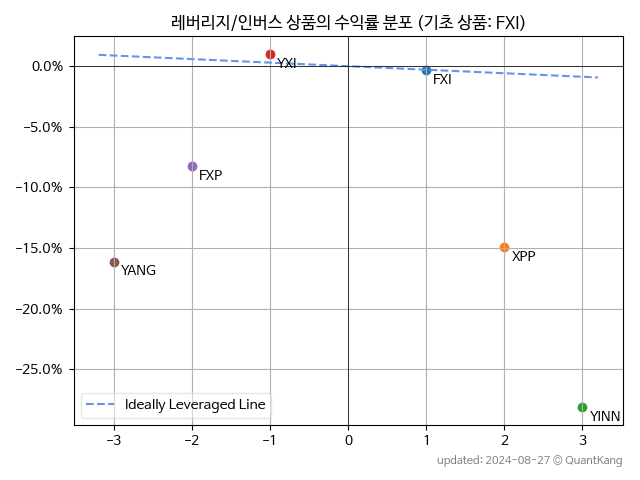 레버리지/인버스 상품의 수익률 분포 (기초 상품: FXI)
0.0%
−5.0%
−10.0%
−15.0%
−20.0%
−25.0%
YXI
FXI
FXP
XPP
YANG
YINN
Ideally Leveraged Line
−3 −2 −1 0 1 2 3
updated: 2024-08-27 © QuantKang